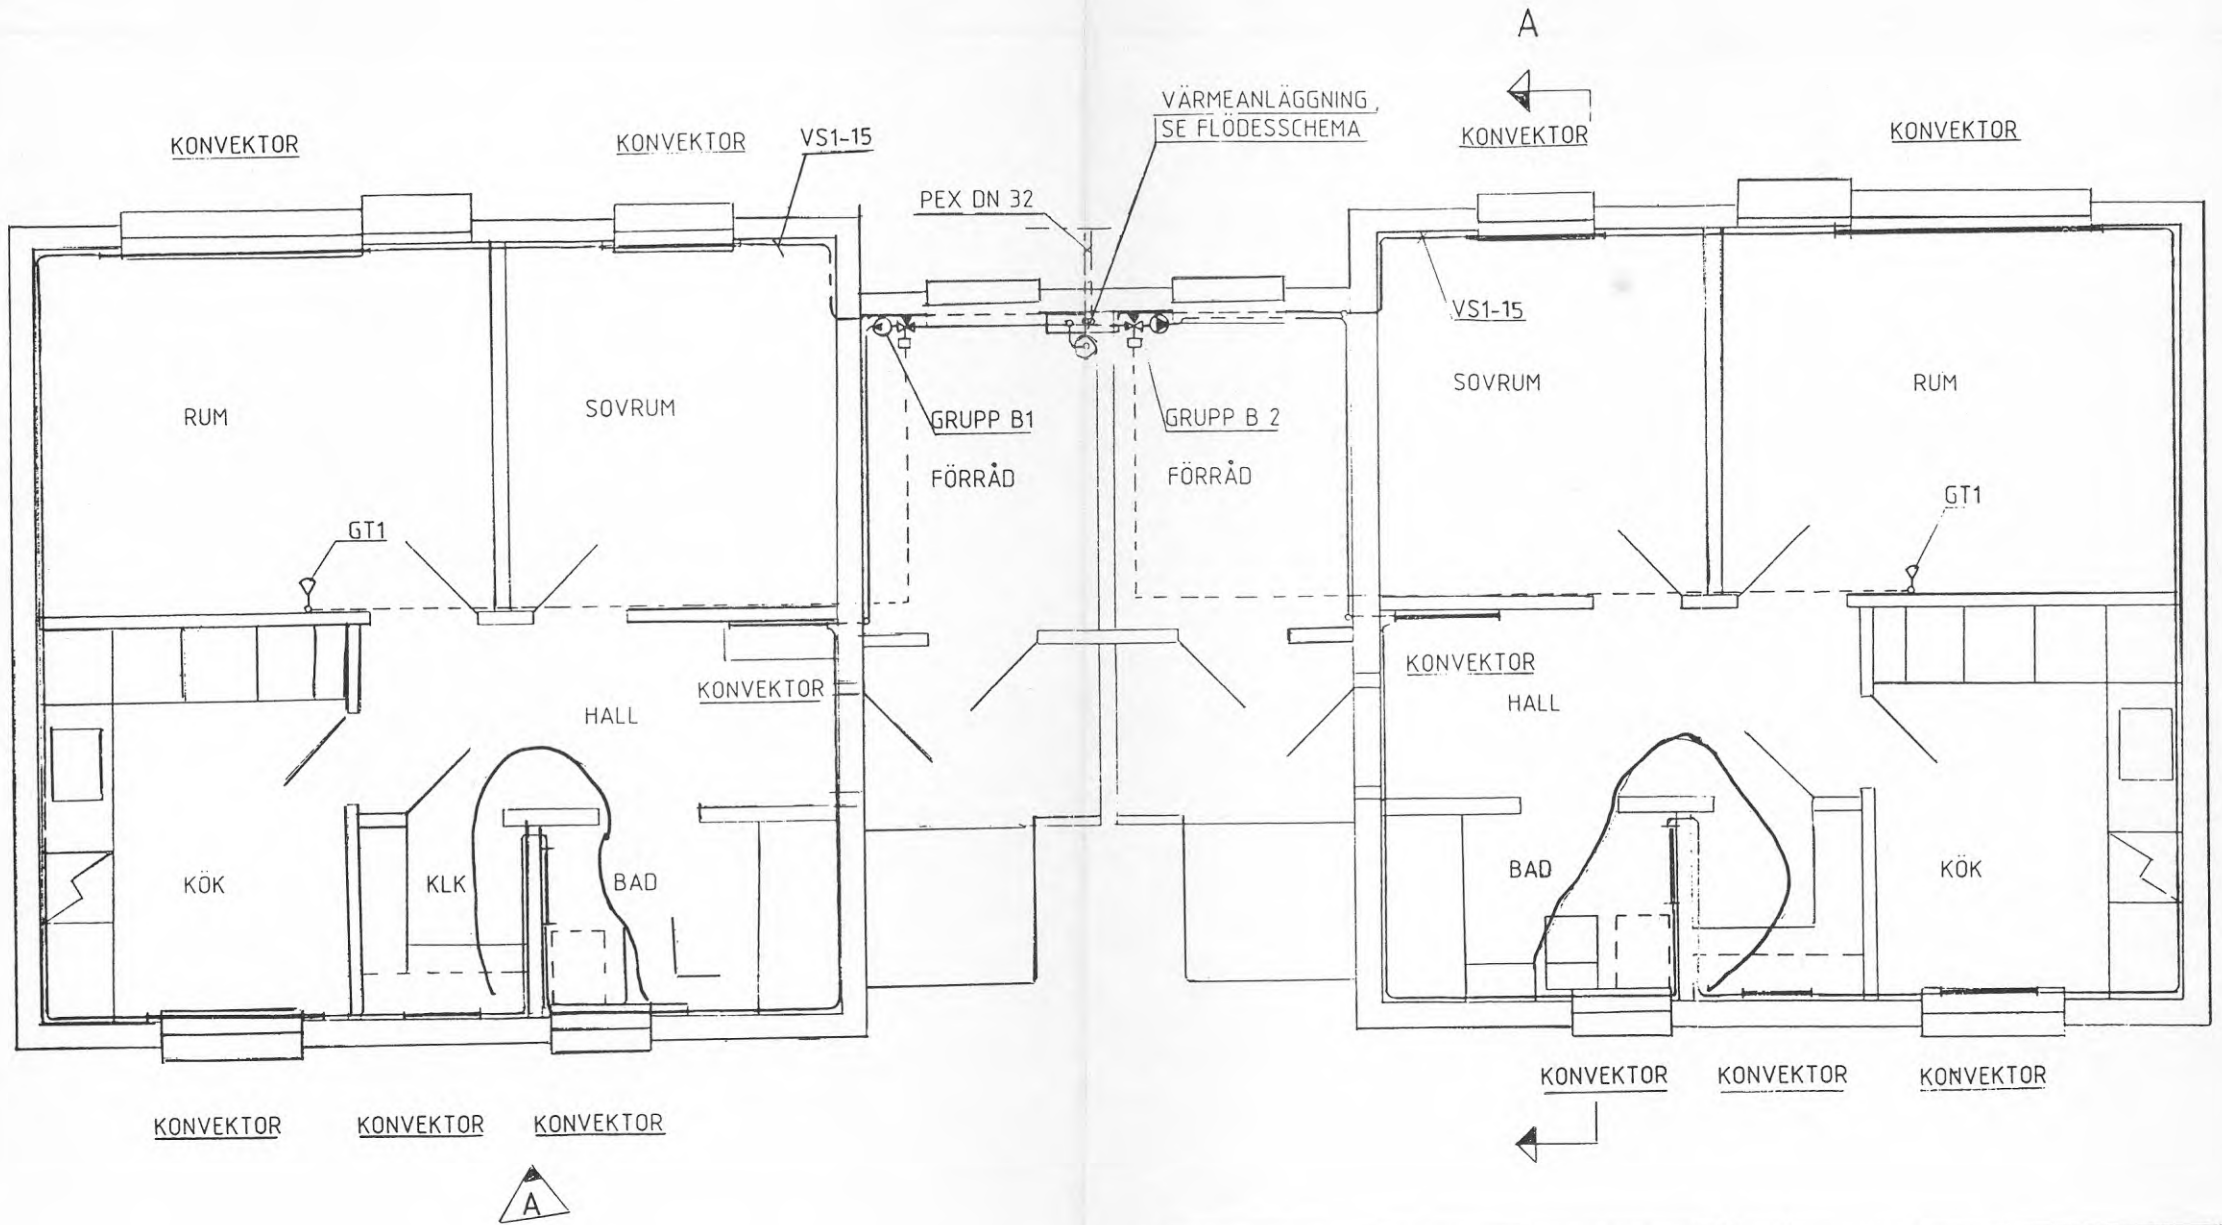 A
VÄRMEANLÄGGNING,
SE FLÖDESSCHEMA
KONVEKTOR
KONVEKTOR
VS1-15
KONVEKTOR
KONVEKTOR
PEX DN 32
VS1-15
RUM
SOVRUM
GRUPP B1
GRUPP B 2
SOVRUM
RUM
FÖRRÅD
FÖRRÅD
GT1
GT1
KONVEKTOR
KONVEKTOR
HALL
HALL
KÖK
KLK
BAD
BAD
KÖK
KONVEKTOR
KONVEKTOR
KONVEKTOR
KONVEKTOR
KONVEKTOR
KONVEKTOR
A